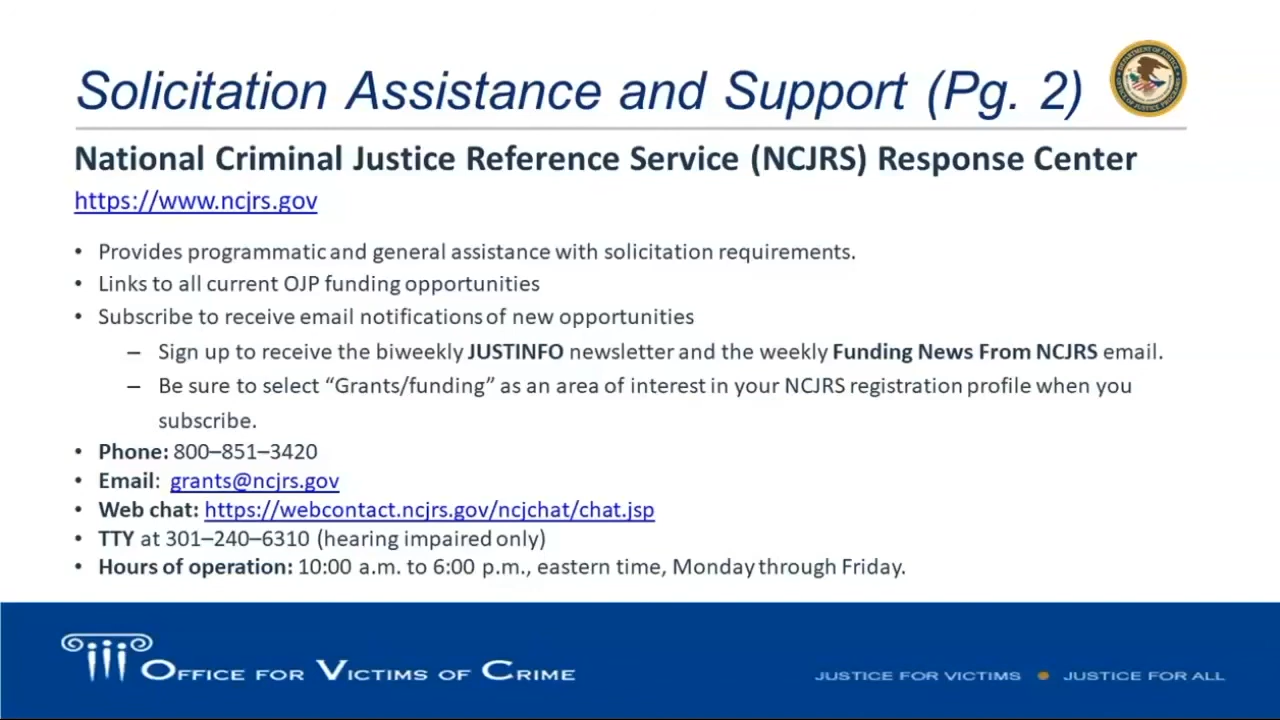 Solicitation Assistance and Support (Pg. 2)
National Criminal Justice Reference Service (NCJRS) Response Center
https://www.ncjrs.gov
• Provides programmatic and general assistance with solicitation requirements.
• Links to all current OJP funding opportunities
• Subscribe to receive email notifications of new opportunities
– Sign up to receive the biweekly JUSTINFO newsletter and the weekly Funding News From NCJRS email.
– Be sure to select “Grants/funding” as an area of interest in your NCJRS registration profile when you
subscribe.
• Phone: 800–851–3420
• Email: grants@ncjrs.gov
• Web chat: https://webcontact.ncjrs.gov/ncjchat/chat.jsp
• TTY at 301–240–6310 (hearing impaired only)
• Hours of operation: 10:00 a.m. to 6:00 p.m., eastern time, Monday through Friday.
OFFICE FOR VICTIMS OF CRIME
JUSTICE FOR VICTIMS • JUSTICE FOR ALL